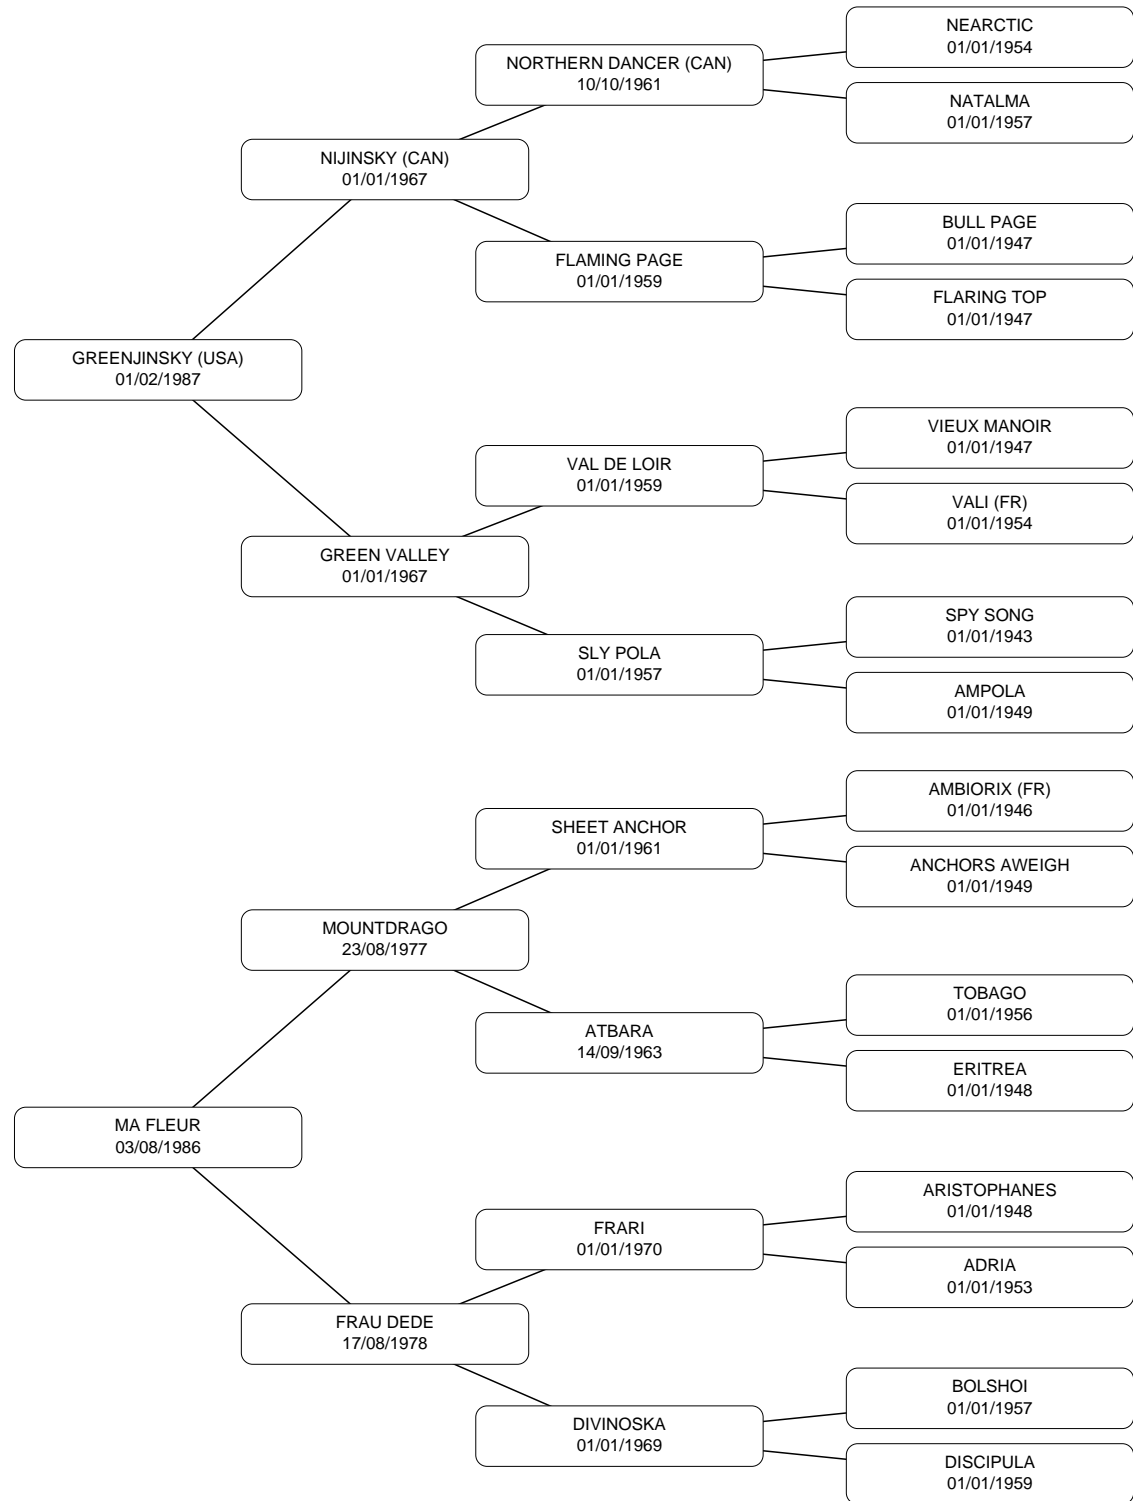 NEARCTIC
01/01/1954
NORTHERN DANCER (CAN)
10/10/1961
NATALMA
01/01/1957
NIJINSKY (CAN)
01/01/1967
BULL PAGE
01/01/1947
FLAMING PAGE
01/01/1959
FLARING TOP
01/01/1947
GREENJINSKY (USA)
01/02/1987
VIEUX MANOIR
01/01/1947
VAL DE LOIR
01/01/1959
VALI (FR)
01/01/1954
GREEN VALLEY
01/01/1967
SPY SONG
01/01/1943
SLY POLA
01/01/1957
AMPOLA
01/01/1949
AMBIORIX (FR)
01/01/1946
SHEET ANCHOR
01/01/1961
ANCHORS AWEIGH
01/01/1949
MOUNTDRAGO
23/08/1977
TOBAGO
01/01/1956
ATBARA
14/09/1963
ERITREA
01/01/1948
MA FLEUR
03/08/1986
ARISTOPHANES
01/01/1948
FRARI
01/01/1970
ADRIA
01/01/1953
FRAU DEDE
17/08/1978
BOLSHOI
01/01/1957
DIVINOSKA
01/01/1969
DISCIPULA
01/01/1959